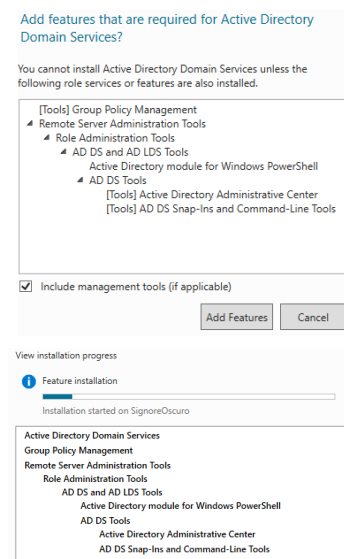 Add features that are required for Active Directory
Domain Services?
You cannot install Active Directory Domain Services unless the
following role services or features are also installed.
[Tools] Group Policy Management
Remote Server Administration Tools
Role Administration Tools
AD DS and AD LDS Tools
Active Directory module for Windows PowerShell
AD DS Tools
[Tools] Active Directory Administrative Center
[Tools] AD DS Snap-Ins and Command-Line Tools
Include management tools (if applicable)
Add Features
Cancel
View installation progress
Feature installation
Installation started on SignoreOscuro
Active Directory Domain Services
Group Policy Management
Remote Server Administration Tools
Role Administration Tools
AD DS and AD LDS Tools
Active Directory module for Windows PowerShell
AD DS Tools
Active Directory Administrative Center
AD DS Snap-Ins and Command-Line Tools